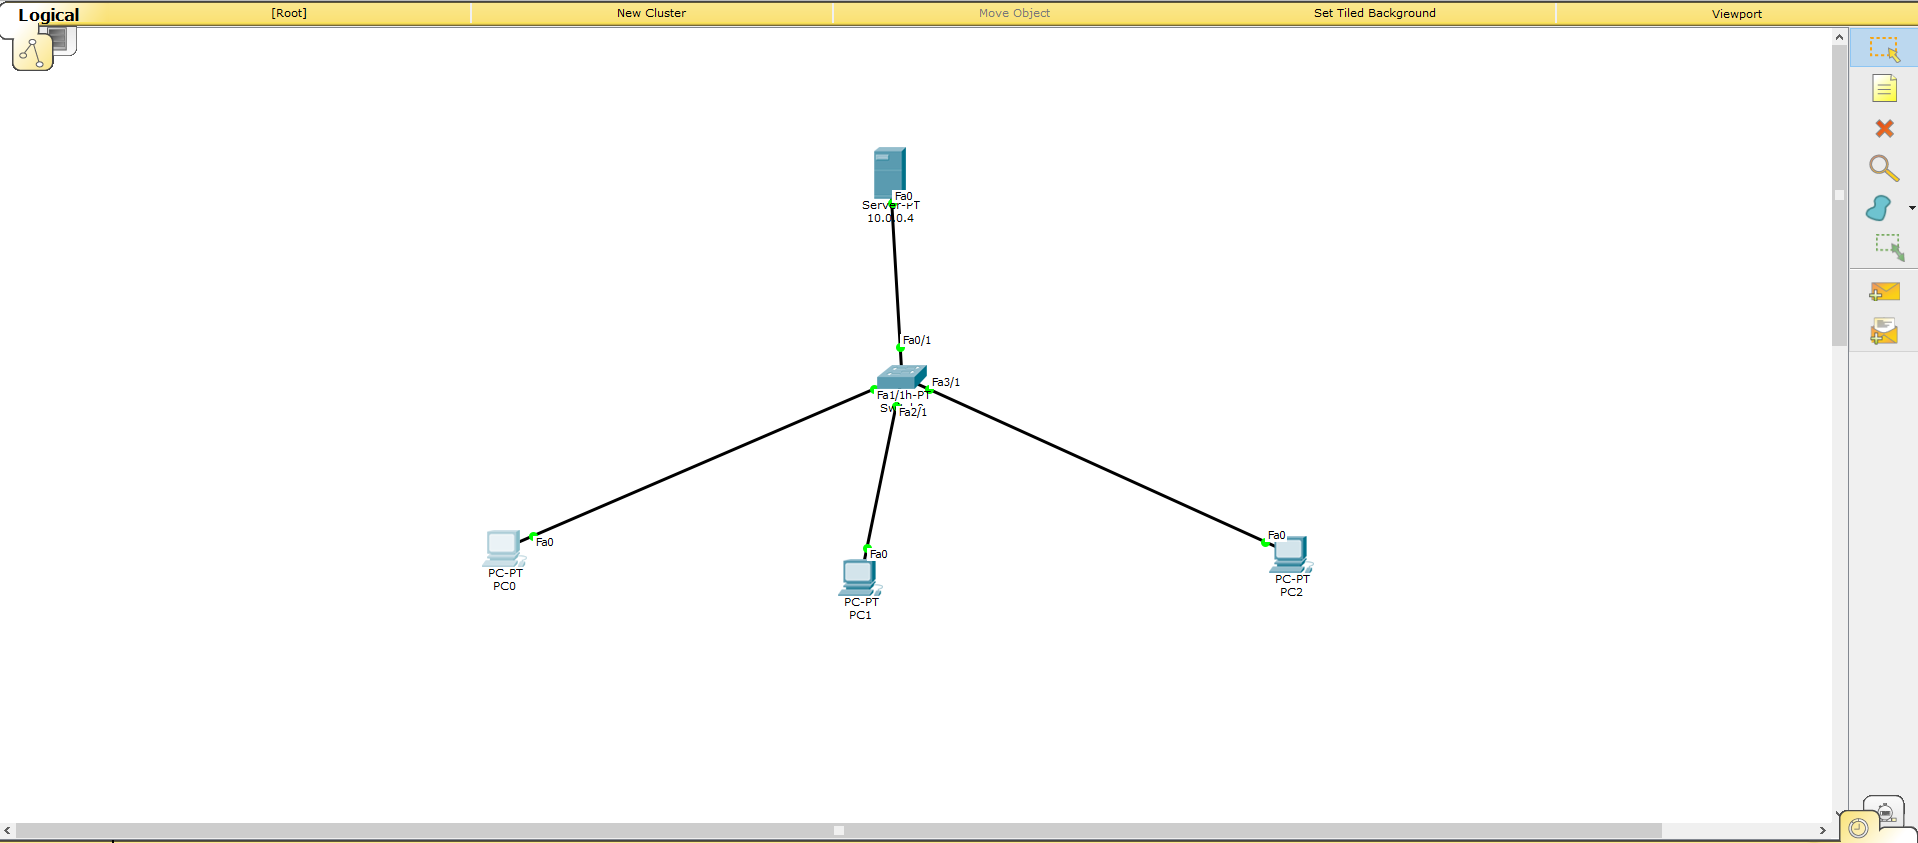 Logical
[Root]
New Cluster
Move Object
Set Tiled Background
Viewport
Fa0
Server-PT
10.0.0.4
Fa0/1
Fa3/1
Fa1/1h-PT
Fa2/1
Fa0
PC-PT
PC0
Fa0
PC-PT
PC1
Fa0
PC-PT
PC2